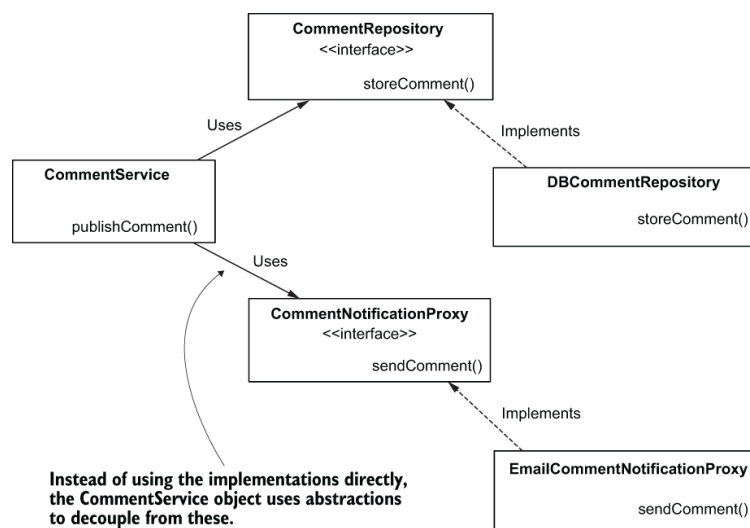 CommentRepository
<<interface>>
storeComment()
Uses
Implements
CommentService
publishComment()
DBCommentRepository
storeComment()
Uses
CommentNotificationProxy
<<interface>>
sendComment()
Implements
Instead of using the implementations directly,
the CommentService object uses abstractions
to decouple from these.
EmailCommentNotificationProxy
sendComment()